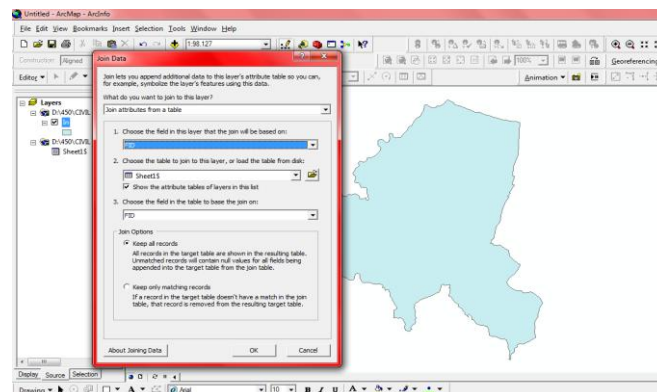 Untitled - ArcMap - ArcInfo
File Edit View Bookmarks Insert Selection Tools Window Help
1:98.127
Construction: Aligned
100%
Georeferencing
Editor
Animation
Layers
D:\450\CIVIL
D:\450\CIVIL
Sheet1$
Join Data
Join lets you append additional data to this layer's attribute table so you can,
for example, symbolize the layer's features using this data.
What do you want to join to this layer?
Join attributes from a table
1. Choose the field in this layer that the join will be based on:
FID
2. Choose the table to join to this layer, or load the table from disk:
Sheet1$
Show the attribute tables of layers in this list
3. Choose the field in the table to base the join on:
FID
Join Options
Keep all records
All records in the target table are shown in the resulting table.
Unmatched records will contain null values for all fields being
appended into the target table from the join table.
Keep only matching records
If a record in the target table doesn't have a match in the join
table, that record is removed from the resulting target table.
About Joining Data
OK
Cancel
Display Source Selection
Drawing
A
Arial
10
B I U A